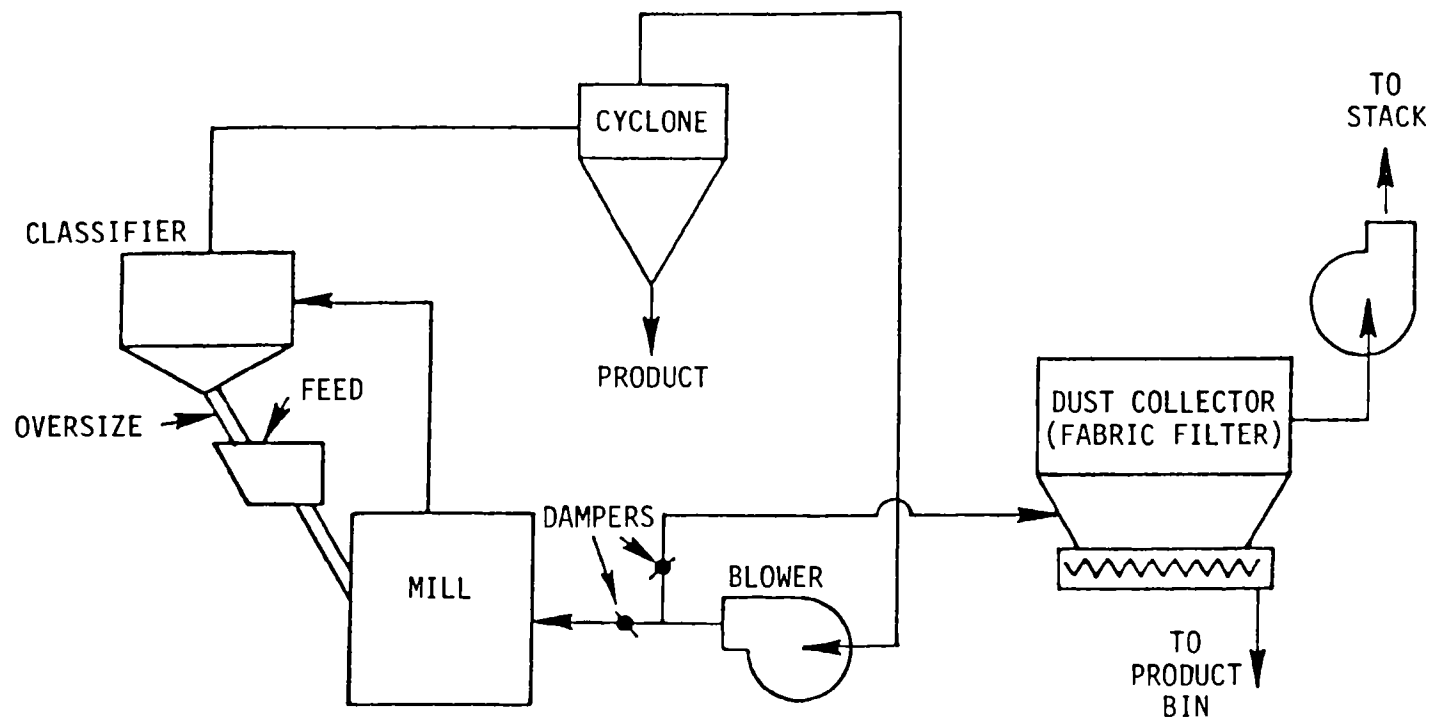 CYCLONE
TO
STACK
CLASSIFIER
PRODUCT
FEED
OVERSIZE
DUST COLLECTOR
(FABRIC FILTER)
DAMPERS
BLOWER
MILL
TO
PRODUCT
BIN